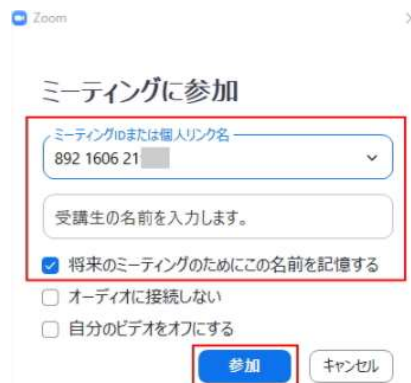 Zoom
ミーティングに参加
ミーティングIDまたは個人リンク名
892 1606 21
受講生の名前を入力します。
将来のミーティングのためにこの名前を記憶する
オーディオに接続しない
自分のビデオをオフにする
参加 キャンセル